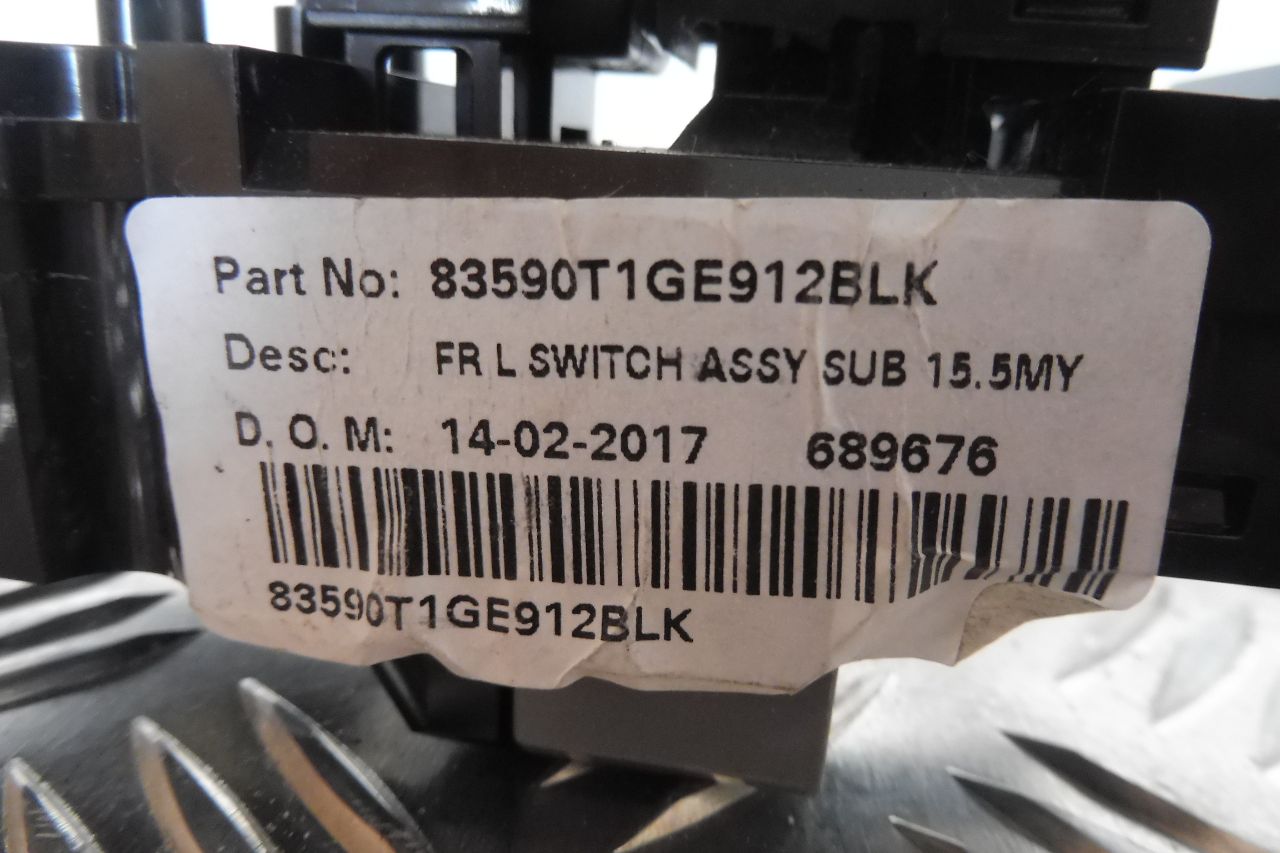 Part No: 83590T1GE912BLK
Desc: FR L SWITCH ASSY SUB 15.5MY
D. O. M: 14-02-2017 689676
83590T1GE912BLK